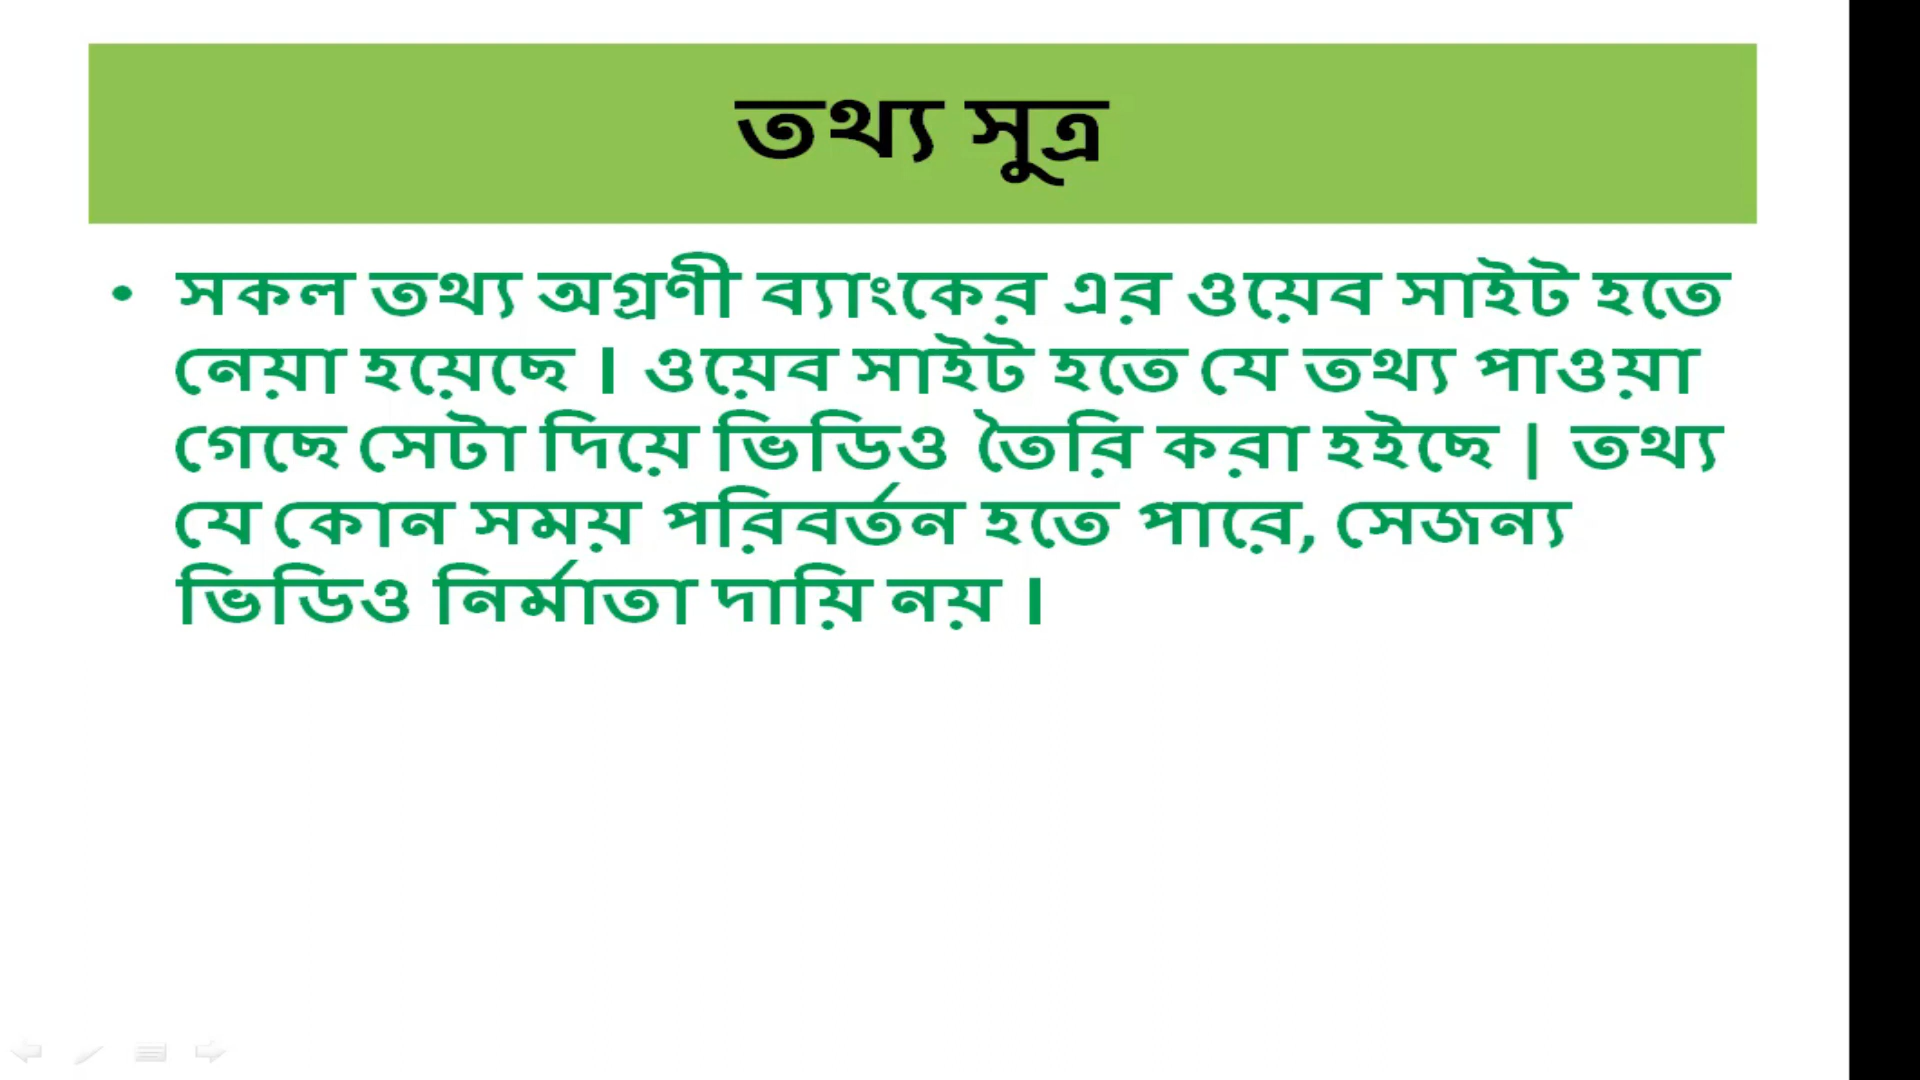 তথ্য সুত্র
• সকল তথ্য অগ্রণী ব্যাংকের এর ওয়েব সাইট হতে
নেয়া হয়েছে । ওয়েব সাইট হতে যে তথ্য পাওয়া
গেছে সেটা দিয়ে ভিডিও তৈরি করা হইছে | তথ্য
যে কোন সময় পরিবর্তন হতে পারে, সেজন্য
ভিডিও নির্মাতা দায়ি নয় ।